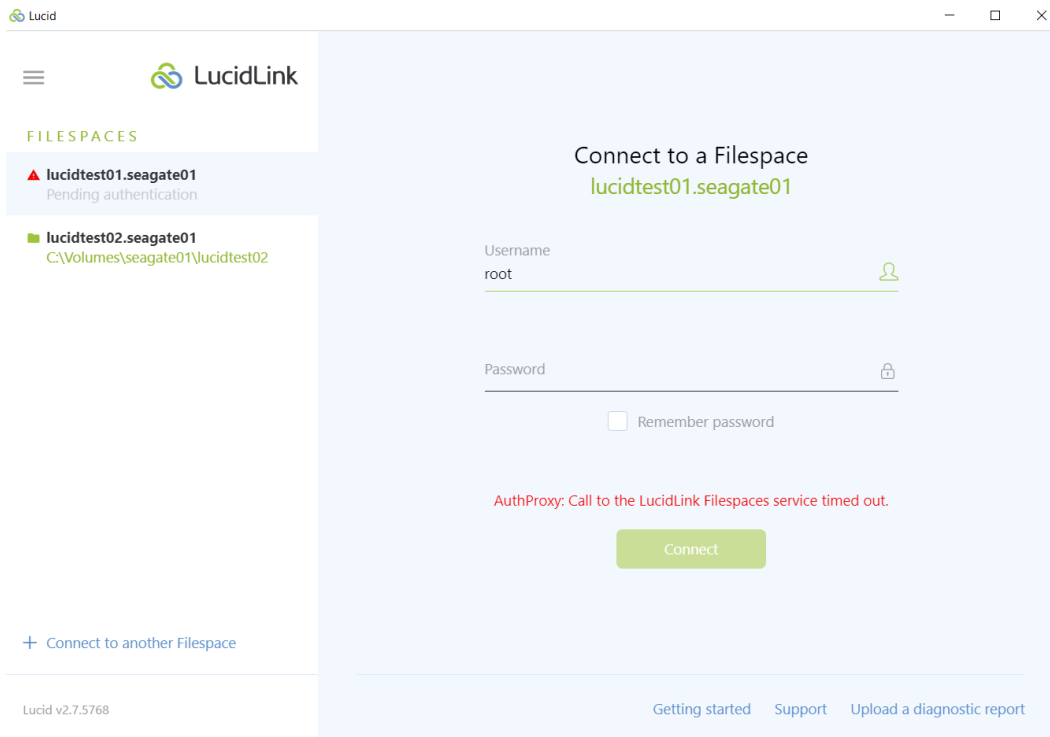 Lucid
LucidLink
FILESPACES
lucidtest01.seagate01
Pending authentication
lucidtest02.seagate01
C:\Volumes\seagate01\lucidtest02
Connect to another Filespace
Lucid v2.7.5768
Connect to a Filespace
lucidtest01.seagate01
Username
root
Password
Remember password
AuthProxy: Call to the LucidLink Filespaces service timed out.
Connect
Getting started Support Upload a diagnostic report